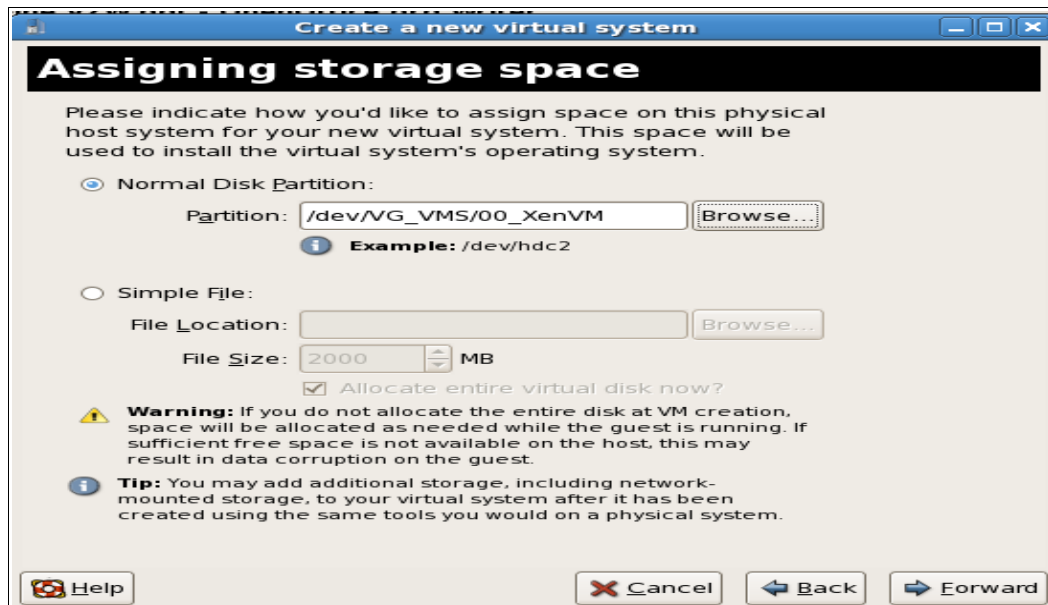 Create a new virtual system
Assigning storage space
Please indicate how you'd like to assign space on this physical
host system for your new virtual system. This space will be
used to install the virtual system's operating system.
Normal Disk Partition:
Partition: /dev/VG_VMS/00_XenVM Browse...
Example: /dev/hdc2
Simple File:
File Location: Browse...
File Size: 2000 MB
Allocate entire virtual disk now?
Warning: If you do not allocate the entire disk at VM creation,
space will be allocated as needed while the guest is running. If
sufficient free space is not available on the host, this may
result in data corruption on the guest.
Tip: You may add additional storage, including network-
mounted storage, to your virtual system after it has been
created using the same tools you would on a physical system.
Help Cancel Back Forward